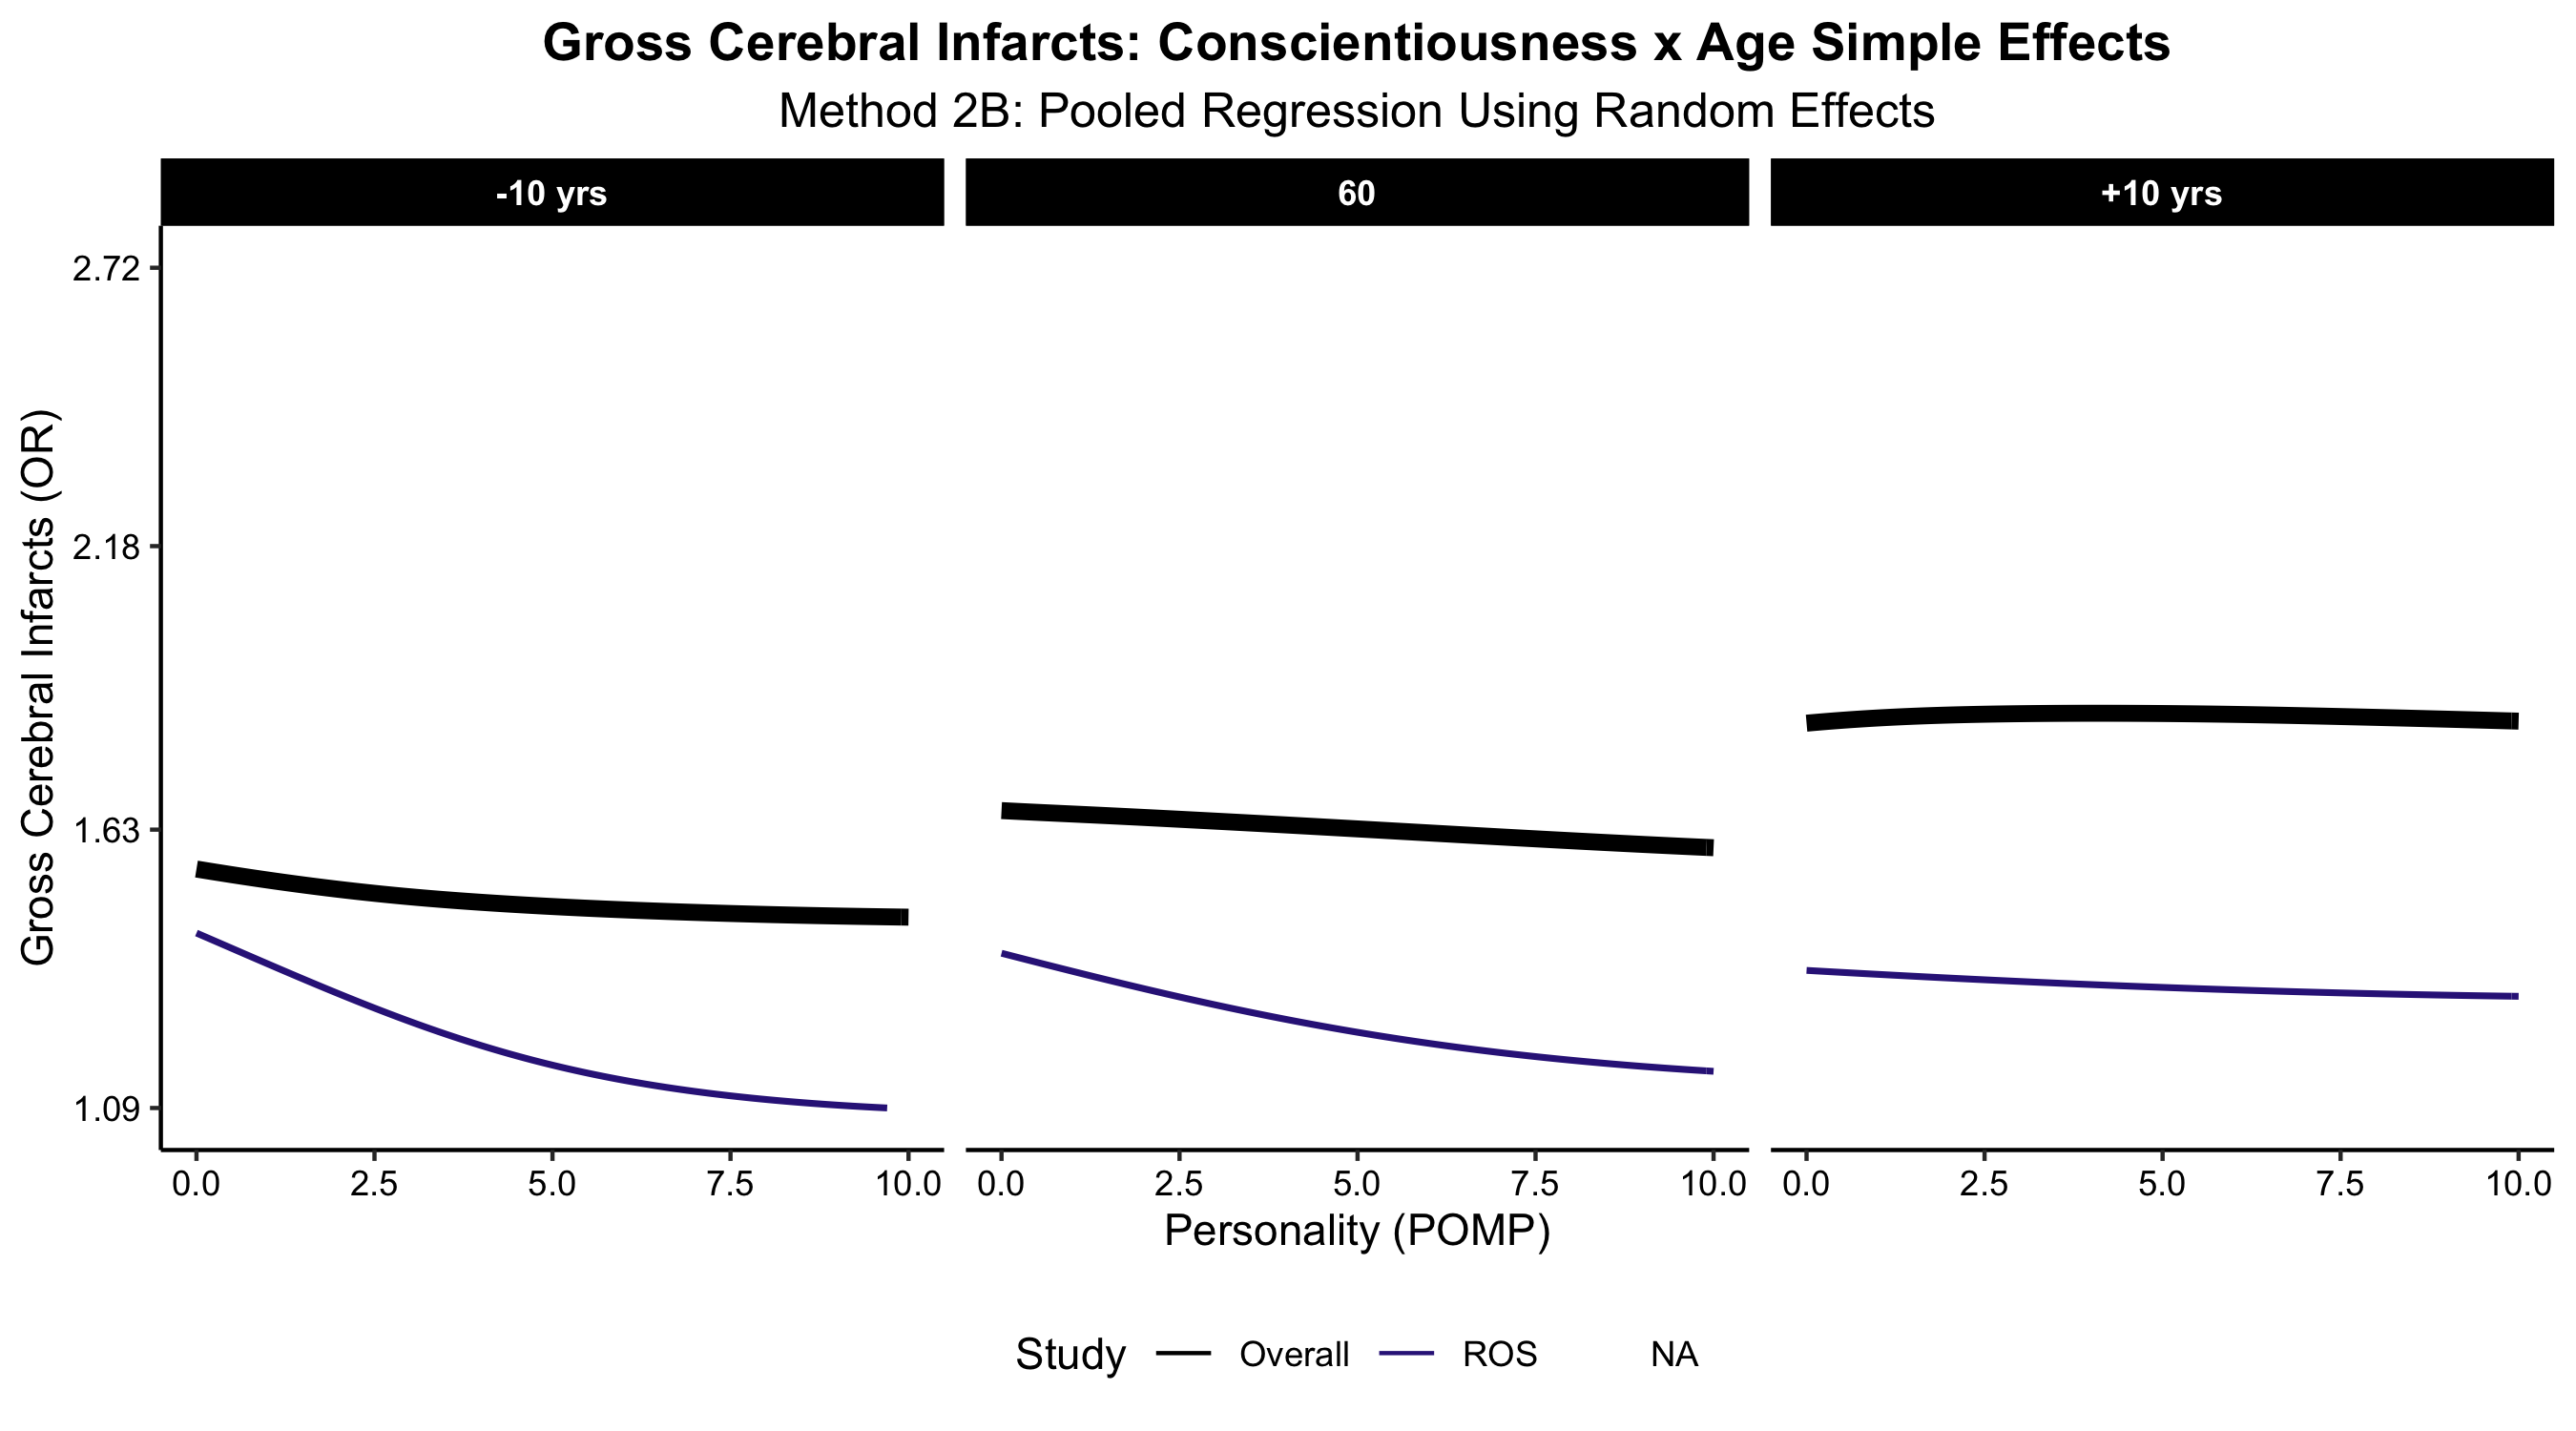 Gross Cerebral Infarcts: Conscientiousness x Age Simple Effects
Method 2B: Pooled Regression Using Random Effects
-10 yrs 60 +10 yrs
Gross Cerebral Infarcts (OR)
2.72
2.18
1.63
1.09
0.0 2.5 5.0 7.5 10.0 0.0 2.5 5.0 7.5 10.0 0.0 2.5 5.0 7.5 10.0
Personality (POMP)
Study Overall ROS NA